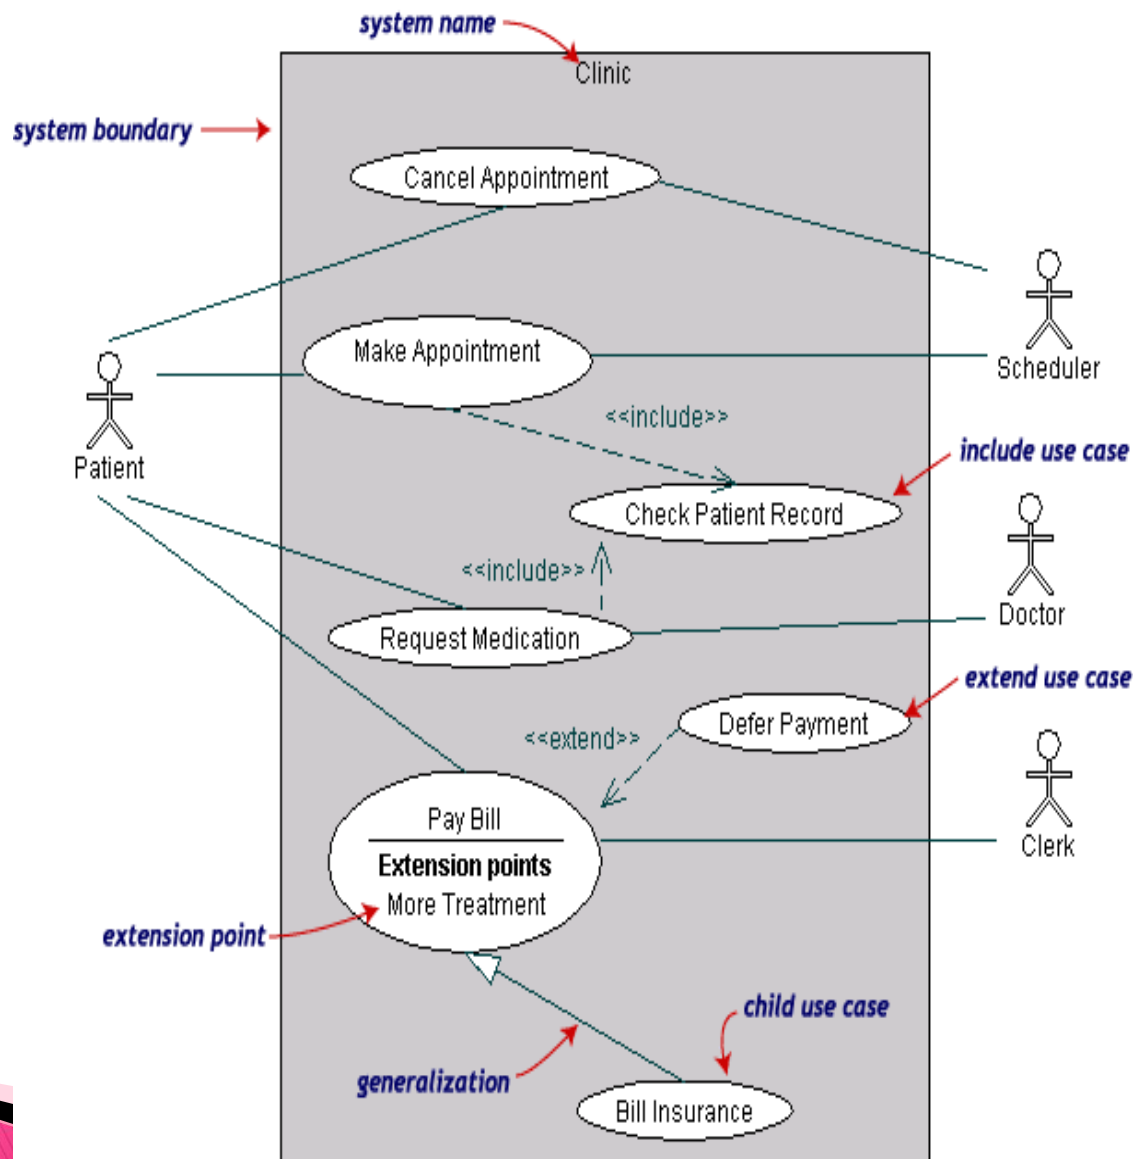 system name
Clinic
system boundary
Cancel Appointment
Make Appointment
Scheduler
Patient
<<include>>
include use case
Check Patient Record
<<include>>
Doctor
Request Medication
extend use case
Defer Payment
<<extend>>
Pay Bill
Clerk
Extension points
More Treatment
extension point
child use case
generalization
Bill Insurance